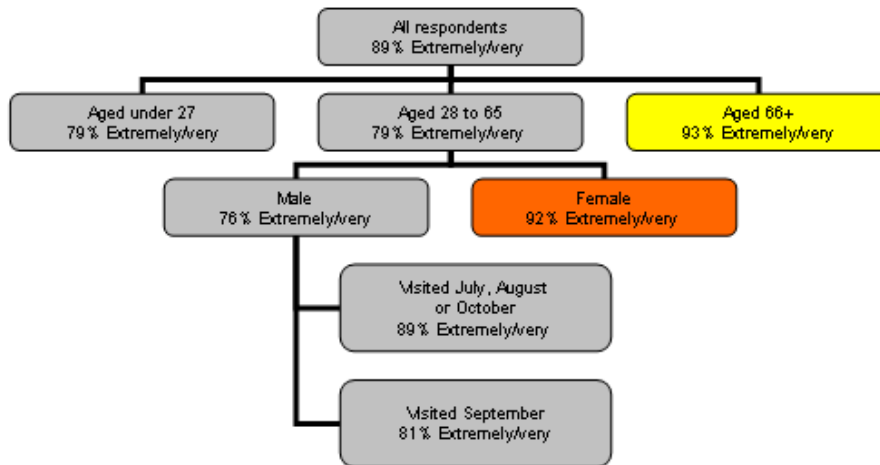 All respondents
89% Extremely/very
Aged under 27
79% Extremely/very
Aged 28 to 65
79% Extremely/very
Aged 66+
93% Extremely/very
Male
76% Extremely/very
Female
92% Extremely/very
Visited July, August
or October
89% Extremely/very
Visited September
81% Extremely/very